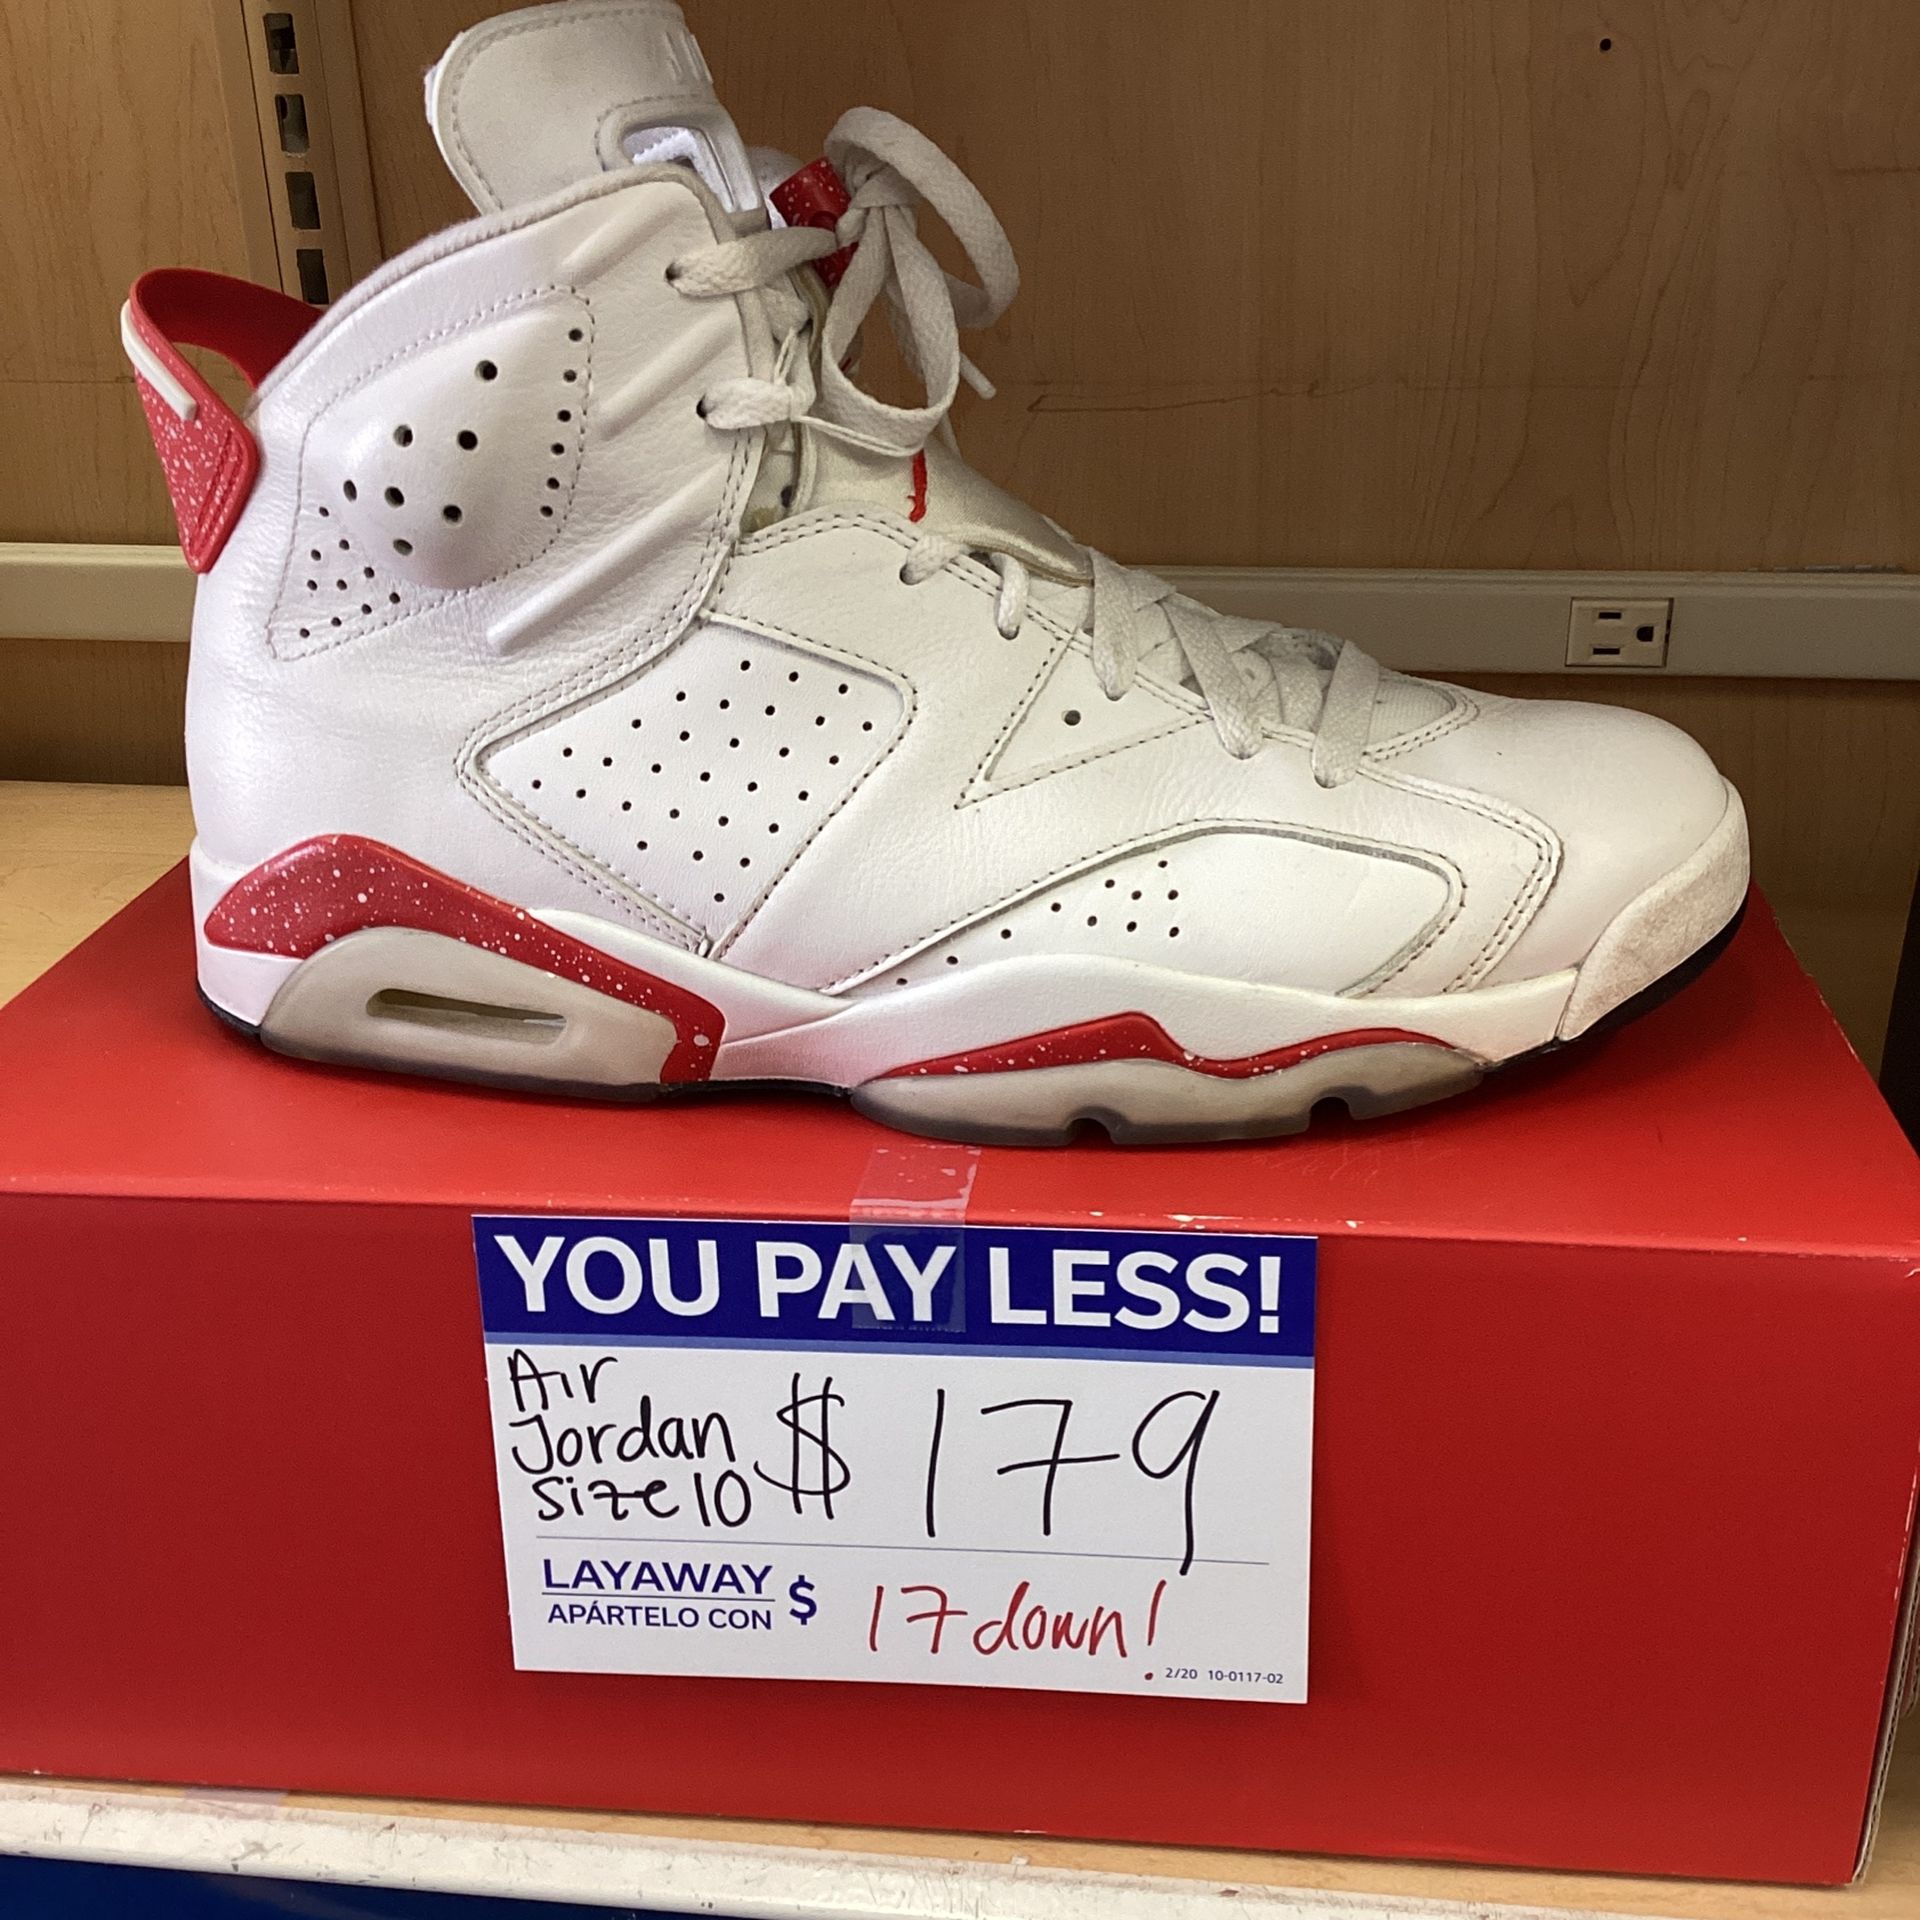 YOU PAY LESS!
Air
Jordan
Size 10
$ 179
LAYAWAY
APÁRTELO CON
$ 17 down!
2/20 10-0117-02